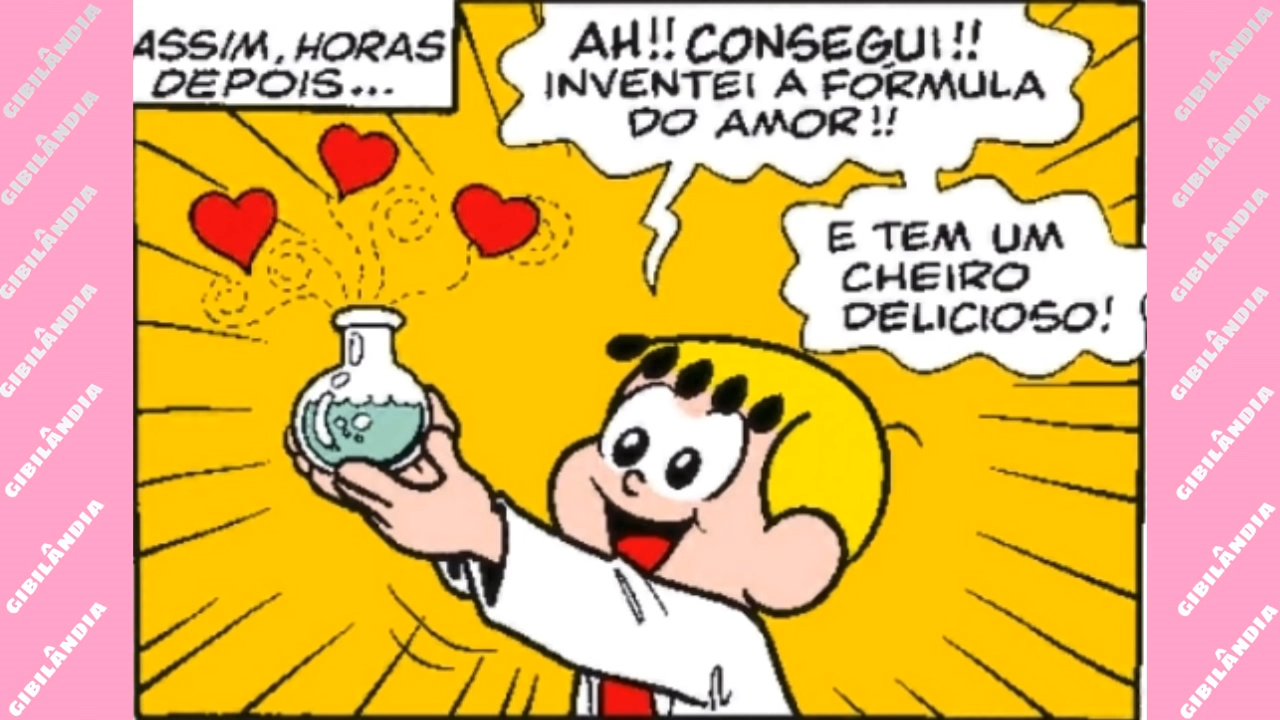 ASSIM, HORAS
DEPOIS...
AH!! CONSEGUI!!
INVENTEI A FÓRMULA
DO AMOR!!
E TEM UM
CHEIRO
DELICIOSO!
GIBILÂNDIA
GIBILÂNDIA
GIBILÂNDIA
GIBILÂNDIA
GIBILÂNDIA
GIBILÂNDIA
GIBILÂNDIA
GIBILÂNDIA
GIBILÂNDIA
GIBILÂNDIA
GIBILÂNDIA
GIBILÂNDIA
GIBILÂNDIA
GIBILÂNDIA